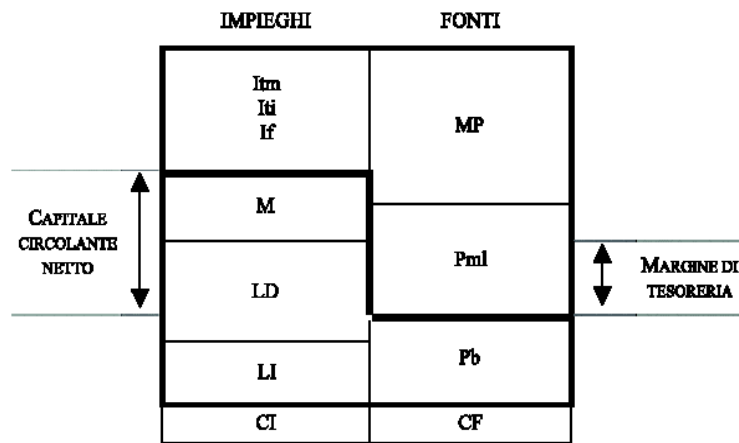 IMPIEGHI FONTI
Itm
Iti
If
MP
M
CAPITALE
CIRCOLANTE
NETTO
LD
Pml
MARGINE DI
TESORERIA
LI
Pb
CI CF